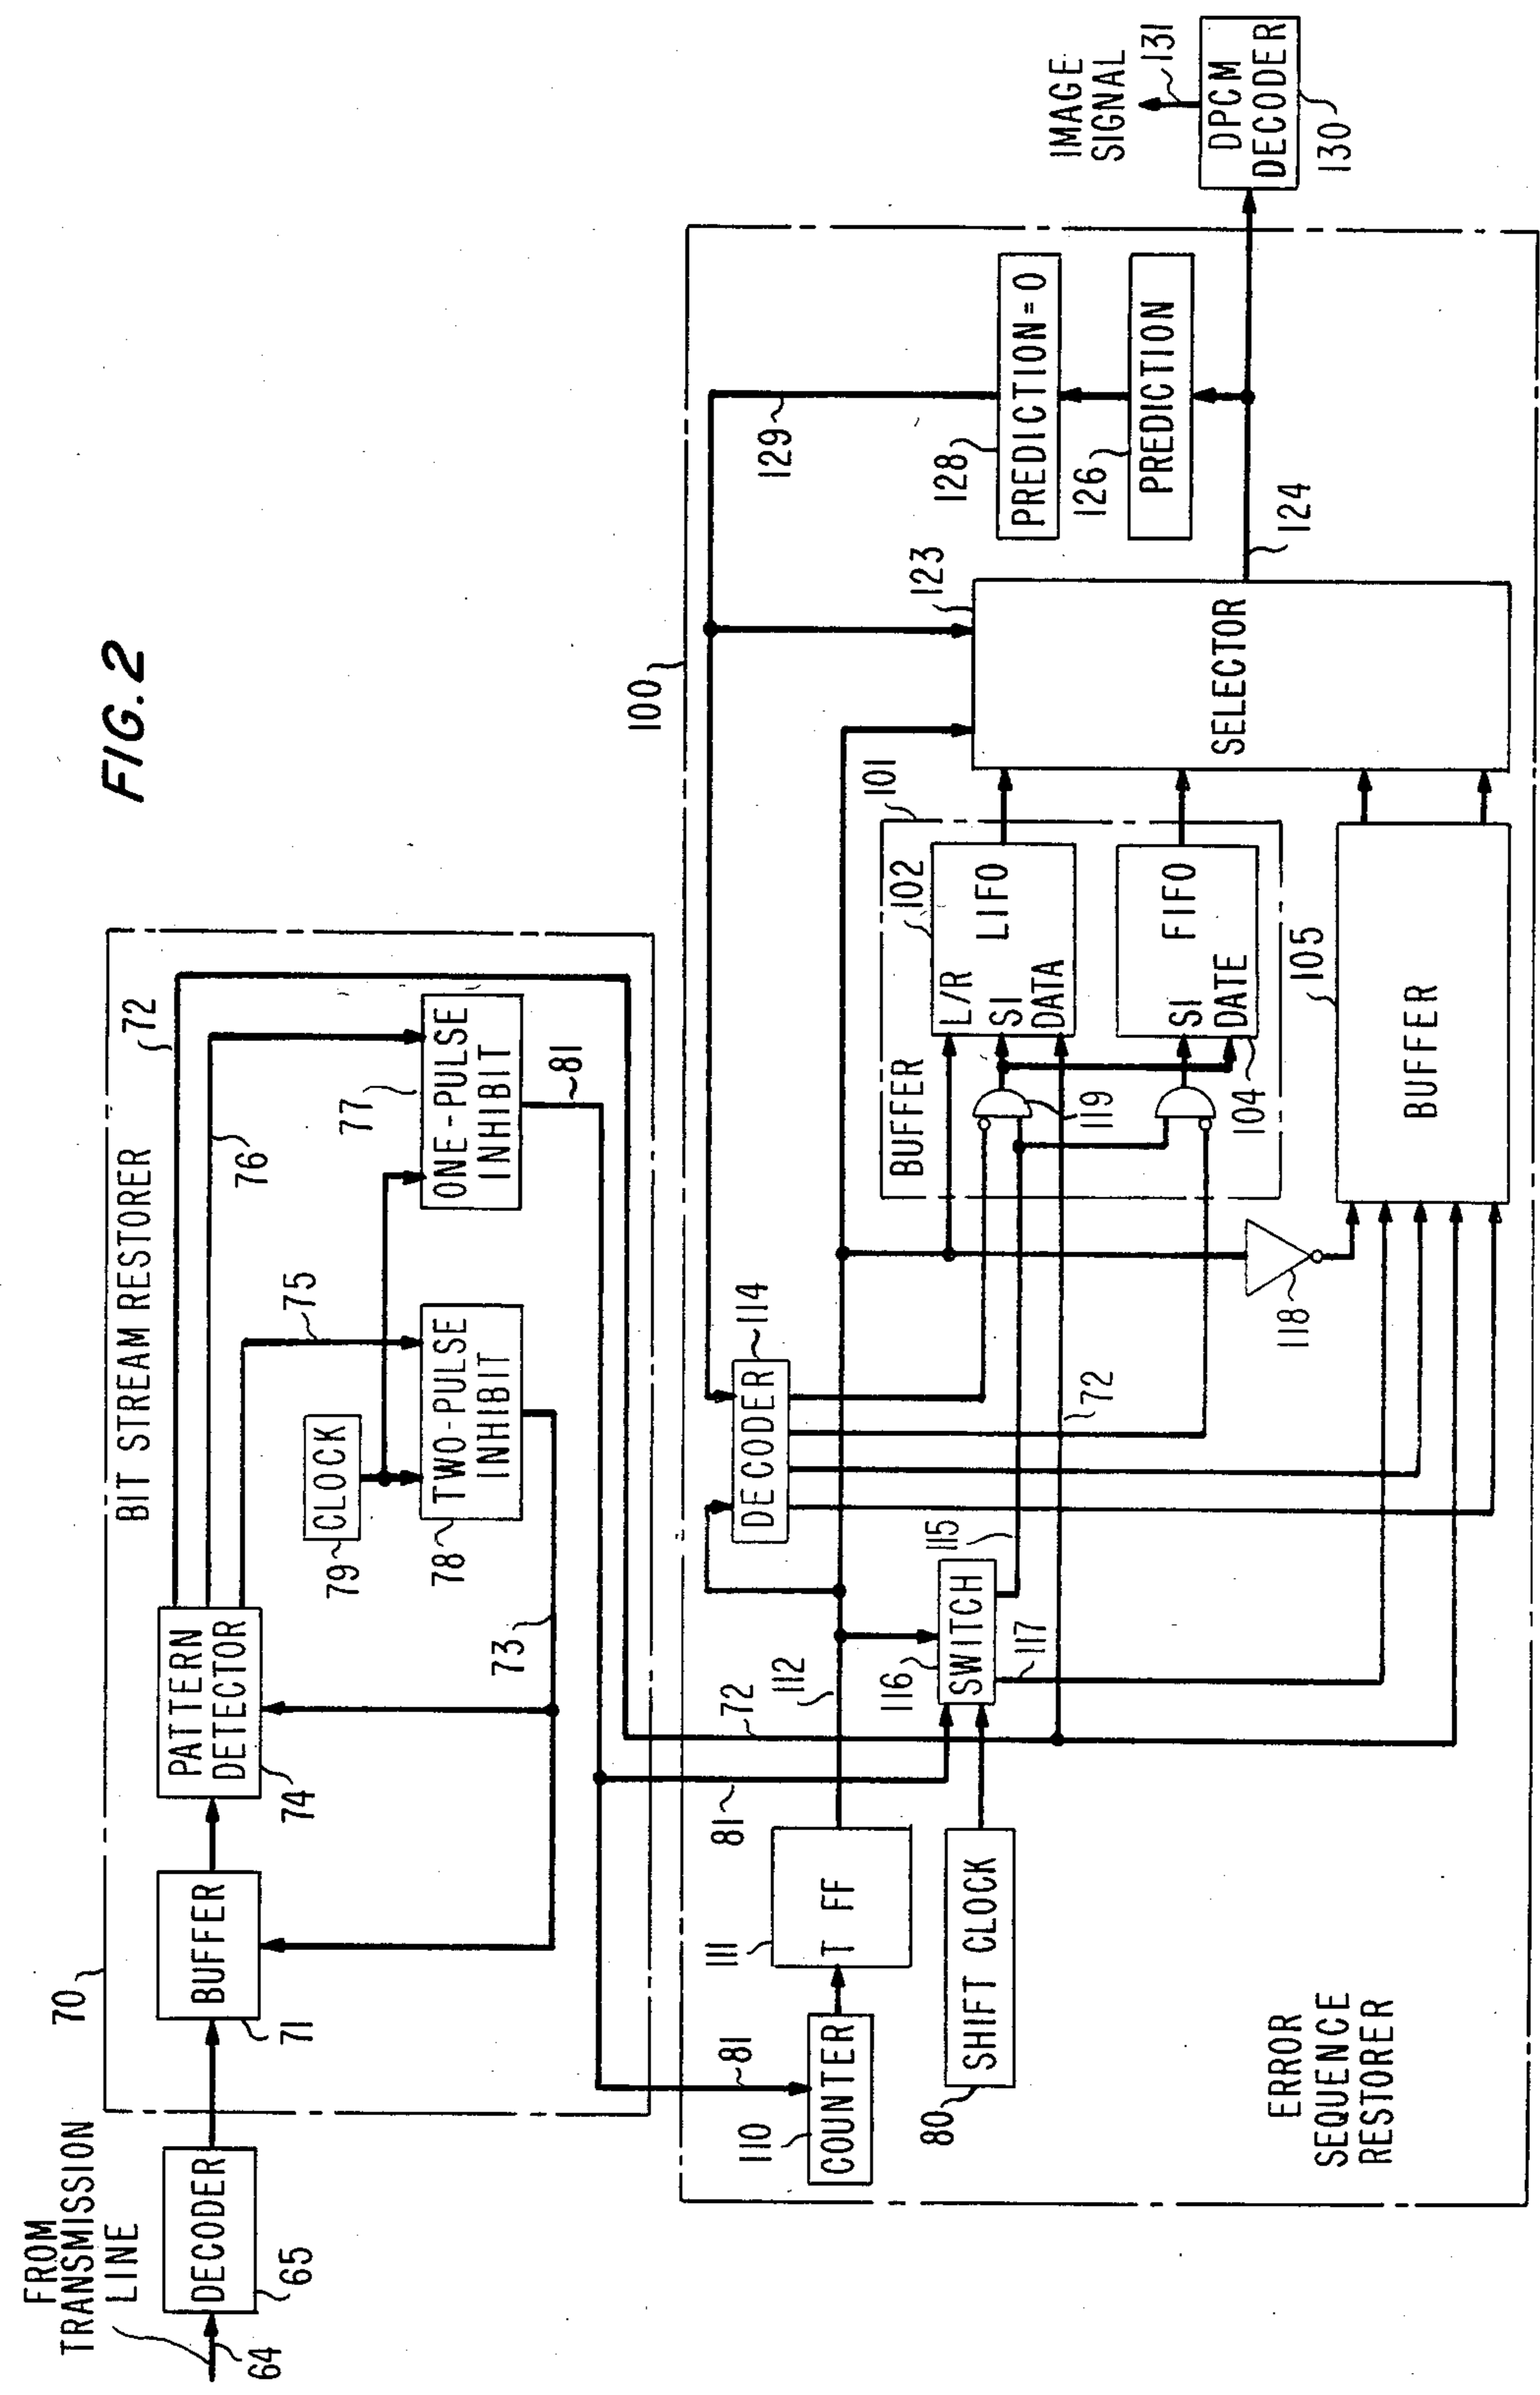 FIG. 2
FROM
TRANSMISSION
LINE
64
DECODER
65
70
BIT STREAM RESTORER
BUFFER
71
PATTERN
DETECTOR
74
72
76
75
CLOCK
79
TWO-PULSE
INHIBIT
78
ONE-PULSE
INHIBIT
77
81
73
100
81
COUNTER
110
T FF
111
SHIFT CLOCK
80
81
72
112
SWITCH
116
115
117
DECODER
114
72
118
BUFFER
101
L/R
SI
DATA
LIFO
102
119
SI
DATE
FIFO
104
BUFFER
105
SELECTOR
123
124
129
PREDICTION = 0
128
PREDICTION
126
IMAGE
SIGNAL
131
DPCM
DECODER
130
ERROR
SEQUENCE
RESTORER